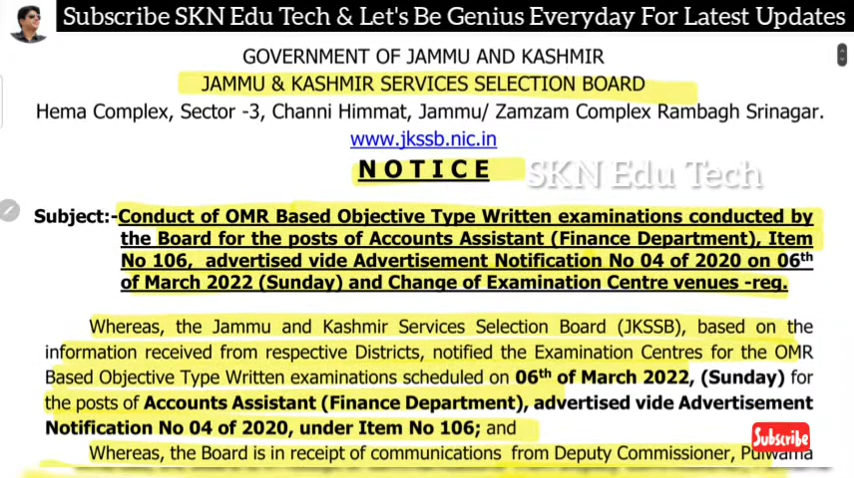 Subscribe SKN Edu Tech & Let's Be Genius Everyday For Latest Updates
GOVERNMENT OF JAMMU AND KASHMIR
JAMMU & KASHMIR SERVICES SELECTION BOARD
Hema Complex, Sector -3, Channi Himmat, Jammu/ Zamzam Complex Rambagh Srinagar.
www.jkssb.nic.in
NOTICE
SKN Edu Tech
Subject:-Conduct of OMR Based Objective Type Written examinations conducted by
the Board for the posts of Accounts Assistant (Finance Department), Item
No 106, advertised vide Advertisement Notification No 04 of 2020 on 06th
of March 2022 (Sunday) and Change of Examination Centre venues -reg.
Whereas, the Jammu and Kashmir Services Selection Board (JKSSB), based on the
information received from respective Districts, notified the Examination Centres for the OMR
Based Objective Type Written examinations scheduled on 06th of March 2022, (Sunday) for
the posts of Accounts Assistant (Finance Department), advertised vide Advertisement
Notification No 04 of 2020, under Item No 106; and
Subscribe
Whereas, the Board is in receipt of communications from Deputy Commissioner, Pulwama